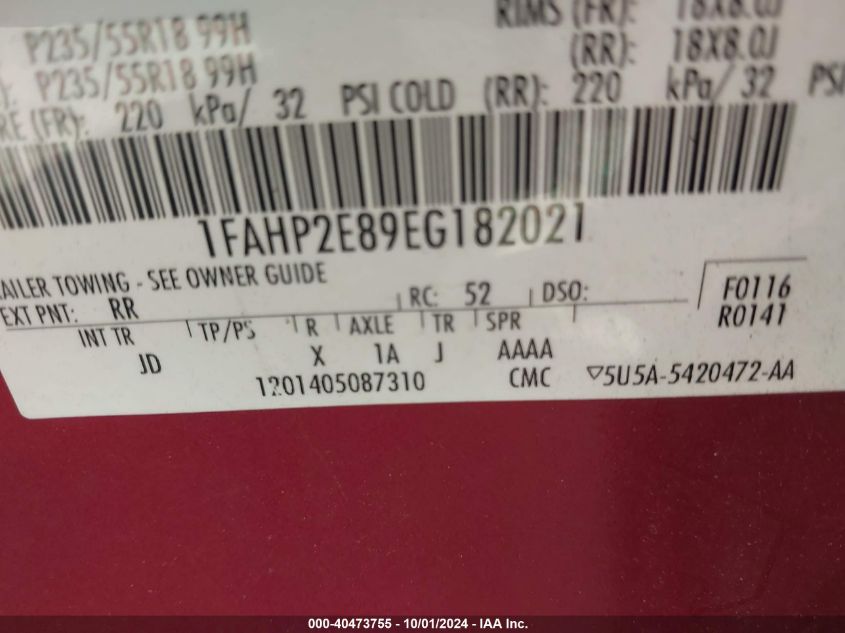 P235/55R18 99H RIMS (FR): 18X8.0J
P235/55R18 99H (RR): 18X8.0J
RE (FR): 220 kPa/ 32 PSI COLD (RR): 220 kPa/ 32 PSI
1FAHP2E89EG182021
AILER TOWING - SEE OWNER GUIDE
EXT PNT: RR RC: 52 DSO: F0116
INT TR TP/PS R AXLE TR SPR R0141
JD X 1A J AAAA
1201405087310 CMC ▽5U5A-5420472-AA
000-40473755 - 10/01/2024 - IAA Inc.